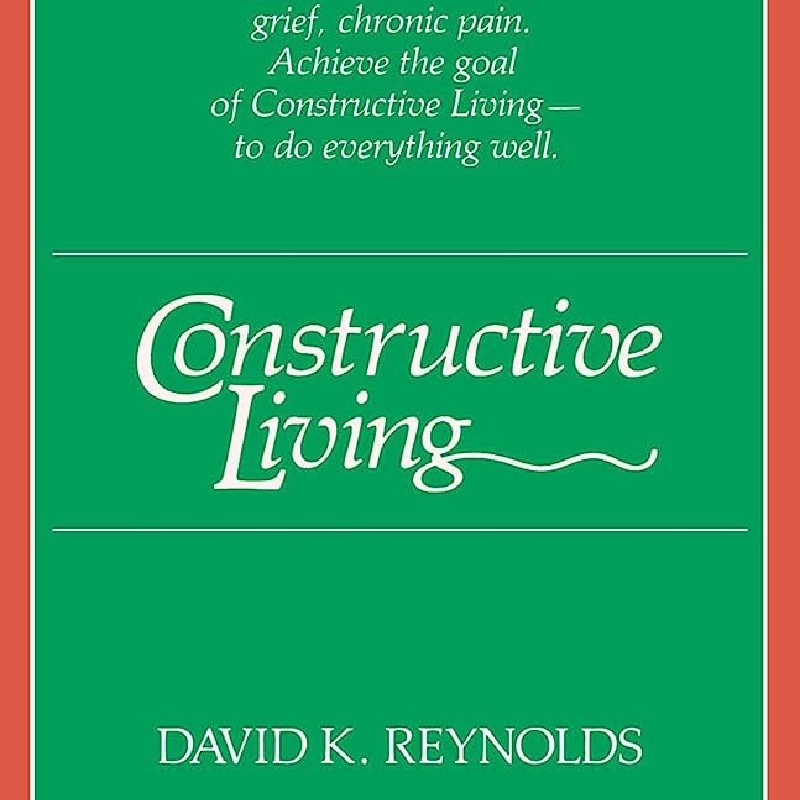 grief, chronic pain.
Achieve the goal
of Constructive Living—
to do everything well.
Constructive
Living
DAVID K. REYNOLDS